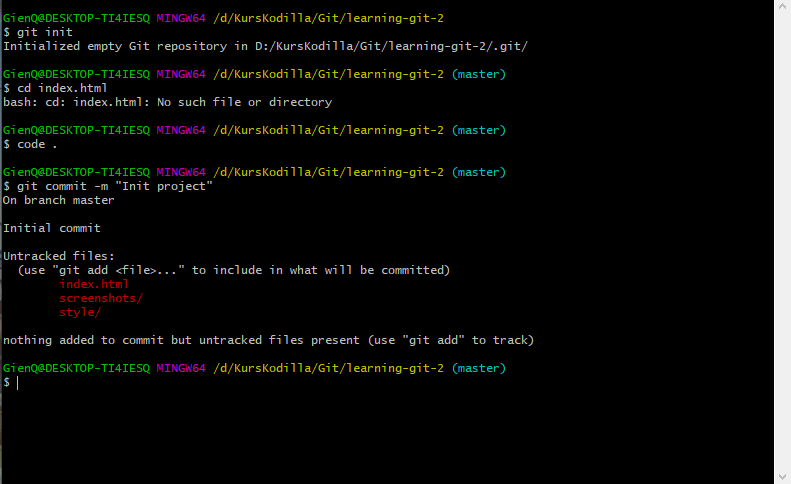 GienQ@DESKTOP-TI4IESQ MINGW64 /d/KursKodilla/Git/learning-git-2
$ git init
Initialized empty Git repository in D:/KursKodilla/Git/learning-git-2/.git/
GienQ@DESKTOP-TI4IESQ MINGW64 /d/KursKodilla/Git/learning-git-2 (master)
$ cd index.html
bash: cd: index.html: No such file or directory
GienQ@DESKTOP-TI4IESQ MINGW64 /d/KursKodilla/Git/learning-git-2 (master)
$ code .
GienQ@DESKTOP-TI4IESQ MINGW64 /d/KursKodilla/Git/learning-git-2 (master)
$ git commit -m "Init project"
On branch master
Initial commit
Untracked files:
  (use "git add <file>..." to include in what will be committed)
        index.html
        screenshots/
        style/
nothing added to commit but untracked files present (use "git add" to track)
GienQ@DESKTOP-TI4IESQ MINGW64 /d/KursKodilla/Git/learning-git-2 (master)
$